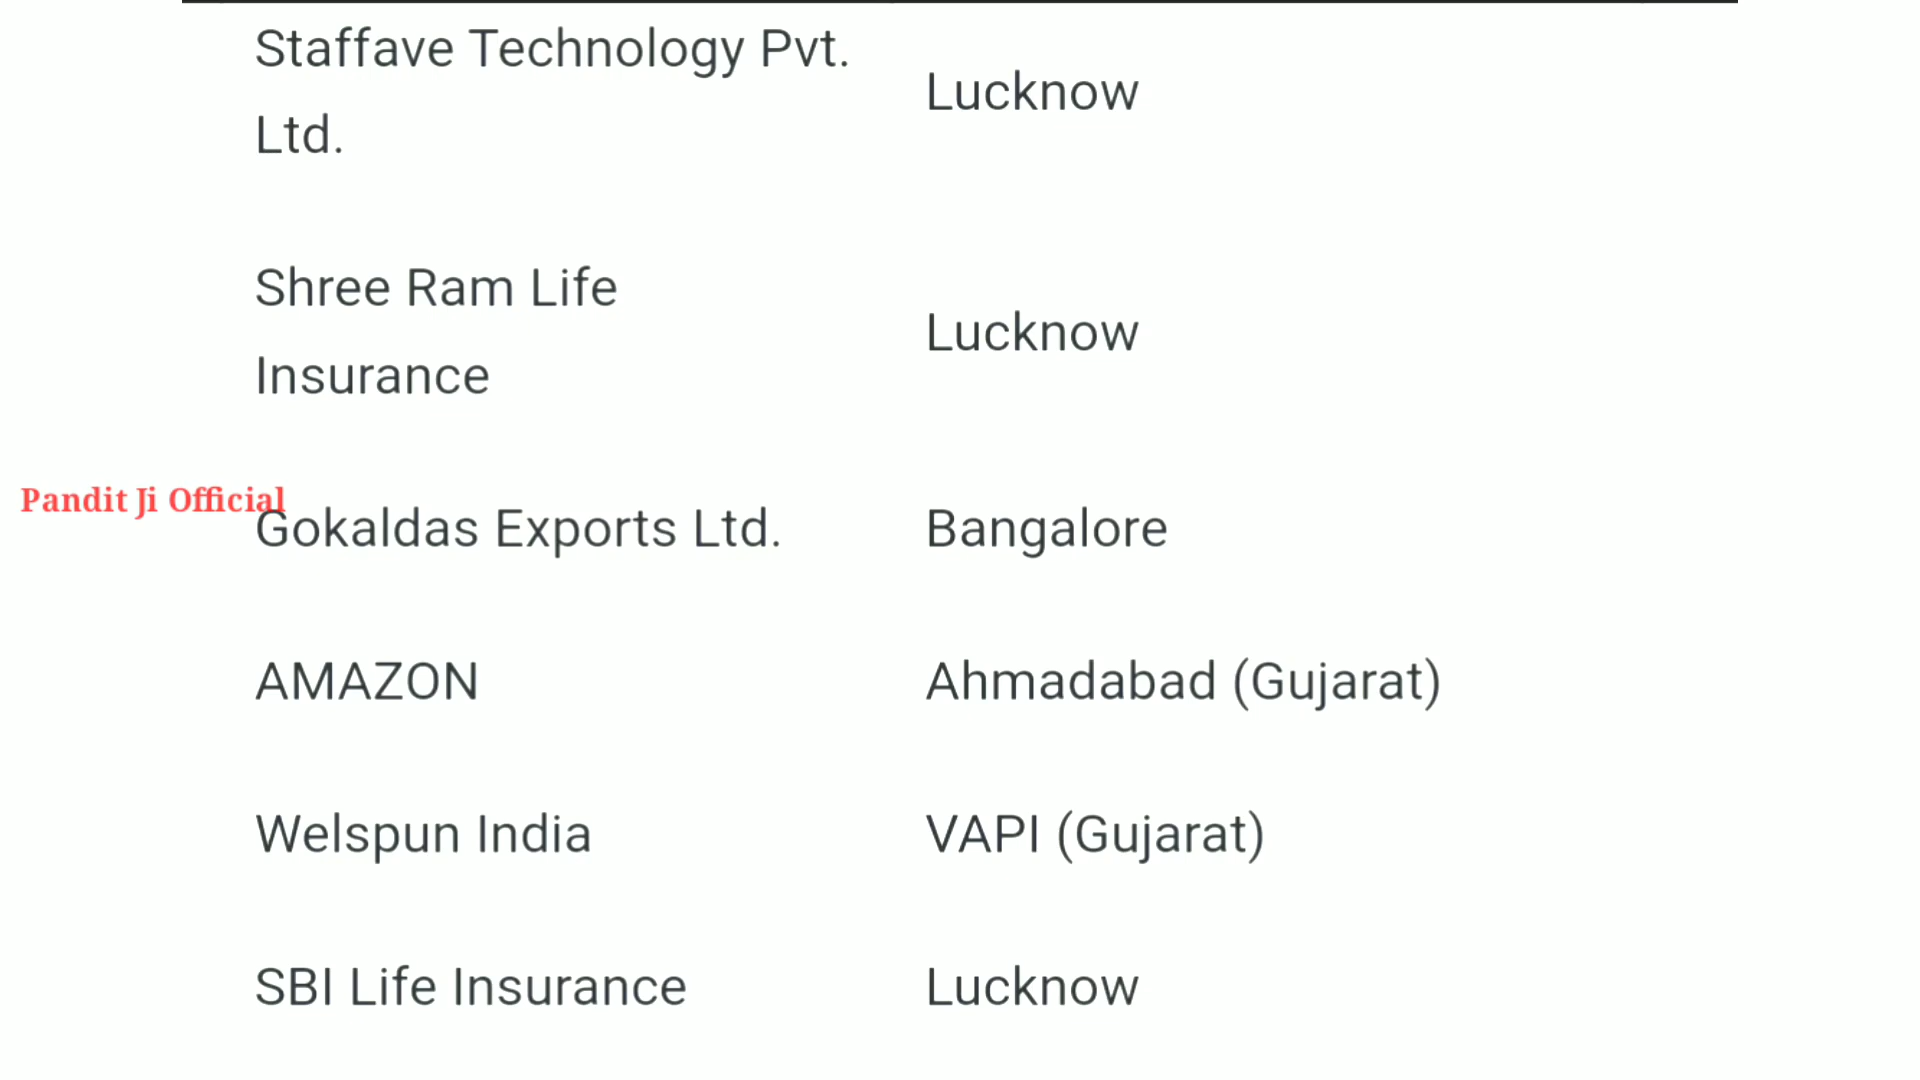 Staffave Technology Pvt.
Ltd.
Lucknow
Shree Ram Life
Insurance
Lucknow
Pandit Ji Official
Gokaldas Exports Ltd.
Bangalore
AMAZON
Ahmadabad (Gujarat)
Welspun India
VAPI (Gujarat)
SBI Life Insurance
Lucknow